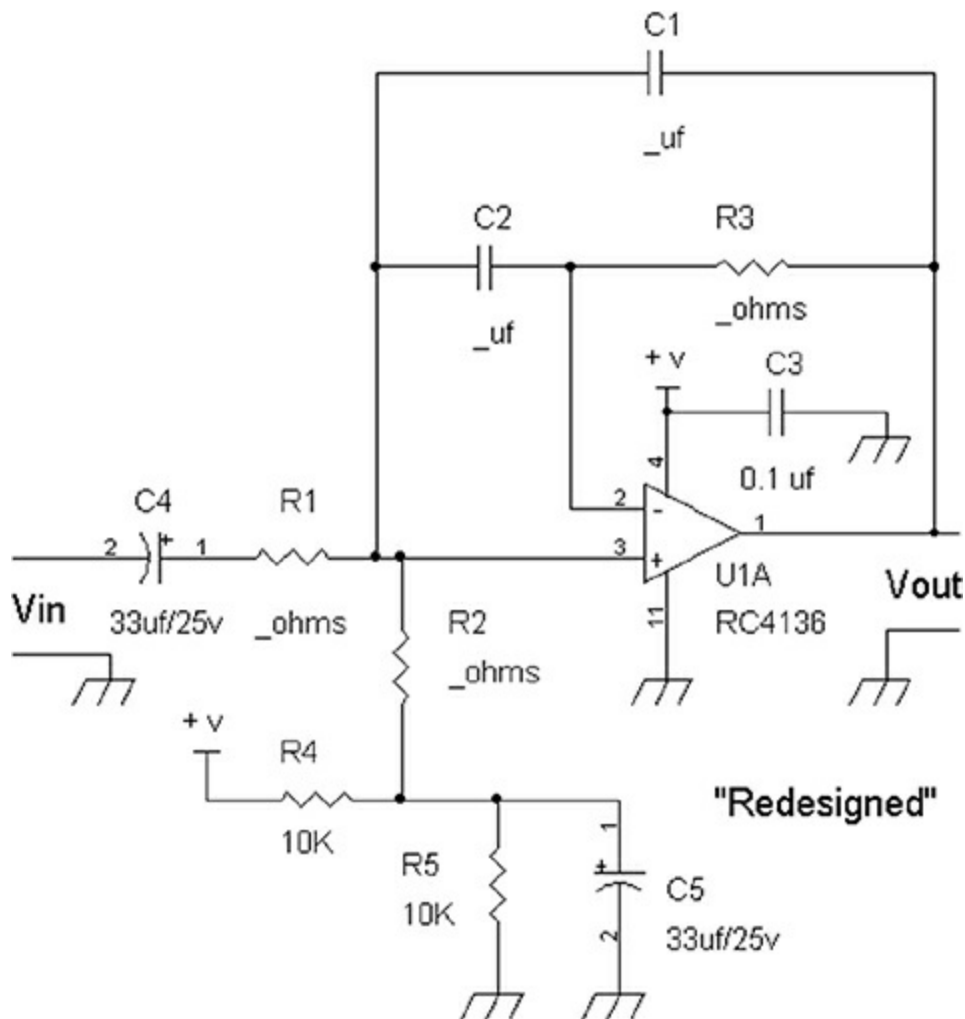 C1
_uf
C2
R3
_uf
_ohms
+ v
C3
4
0.1 uf
C4
R1
2
-
1
2
1
3
+
U1A
Vout
Vin
33uf/25v
_ohms
R2
11
RC4136
_ohms
+ v
R4
"Redesigned"
10K
1
R5
+
C5
10K
2
33uf/25v
+